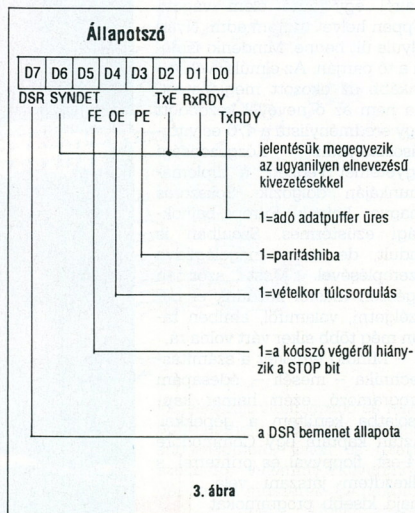 Állapotszó
D7 D6 D5 D4 D3 D2 D1 D0
DSR SYNDET TxE RxRDY
FE OE PE TxRDY
jelentésük megegyezik
az ugyanilyen elnevezésű
kivezetésekkel
1=adó adatpuffer üres
1=paritáshiba
1=vételkor túlcsordulás
1=a kódszó végéről hiány-
zik a STOP bit
a DSR bemenet állapota
3. ábra